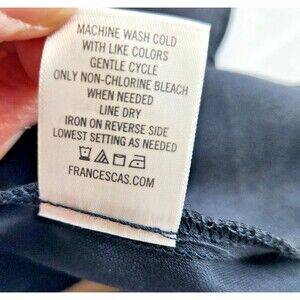 MACHINE WASH COLD
WITH LIKE COLORS
GENTLE CYCLE
ONLY NON-CHLORINE BLEACH
WHEN NEEDED
LINE DRY
IRON ON REVERSE SIDE
LOWEST SETTING AS NEEDED
FRANCESCAS.COM